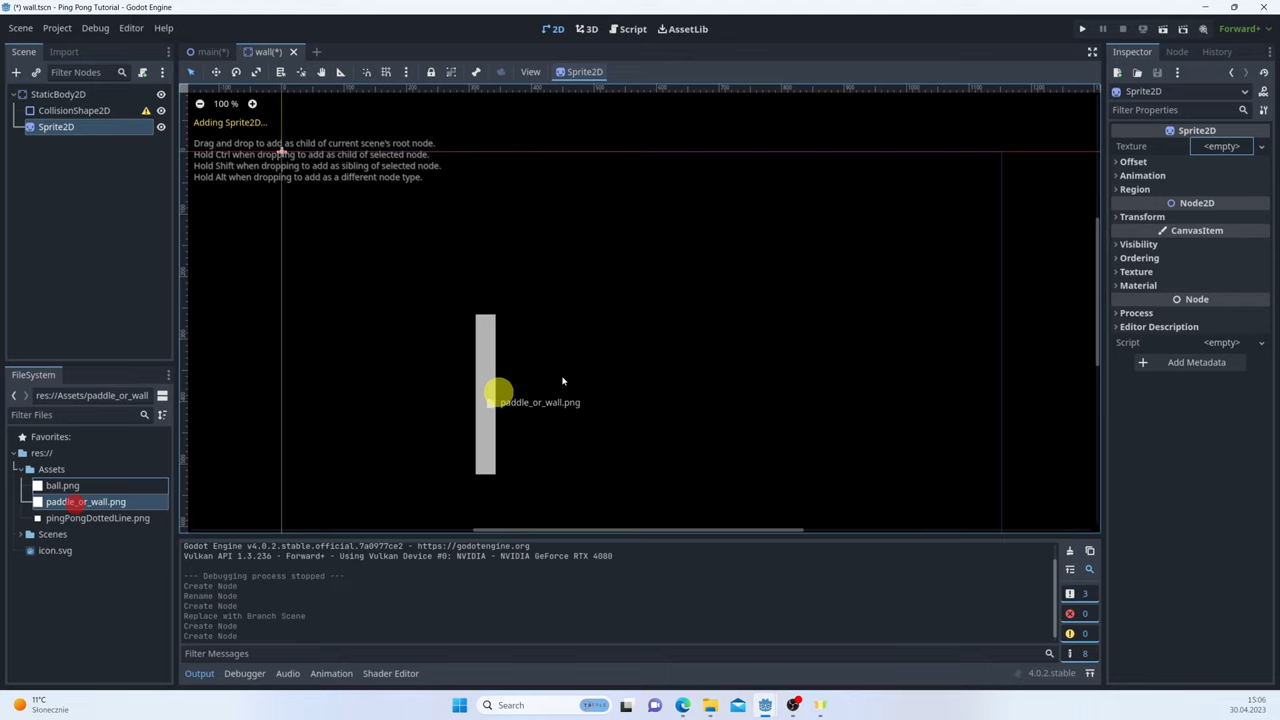 (*) wall.tscn - Ping Pong Tutorial - Godot Engine
Scene Project Debug Editor Help
2D 3D Script AssetLib
Forward+
Scene Import
main(*) wall(*)
Inspector Node History
Filter Nodes
View Sprite2D
StaticBody2D
CollisionShape2D
Sprite2D
100 %
Adding Sprite2D...
Drag and drop to add as child of current scene's root node.
Hold Ctrl when dropping to add as child of selected node.
Hold Shift when dropping to add as sibling of selected node.
Hold Alt when dropping to add as a different node type.
paddle_or_wall.png
Sprite2D
Filter Properties
Sprite2D
Texture <empty>
Offset
Animation
Region
Node2D
Transform
CanvasItem
Visibility
Ordering
Texture
Material
Node
Process
Editor Description
Script <empty>
Add Metadata
FileSystem
res://Assets/paddle_or_wall
Filter Files
Favorites:
res://
Assets
ball.png
paddle_or_wall.png
pingPongDottedLine.png
Scenes
icon.svg
Godot Engine v4.0.2.stable.official.7a0977ce2 - https://godotengine.org
Vulkan API 1.3.236 - Forward+ - Using Vulkan Device #0: NVIDIA - NVIDIA GeForce RTX 4080
--- Debugging process stopped ---
Create Node
Rename Node
Create Node
Replace with Branch Scene
Create Node
Create Node
3
0
0
8
Filter Messages
Output Debugger Audio Animation Shader Editor
4.0.2.stable
11°C
Słonecznie
Search
15:06
30.04.2023